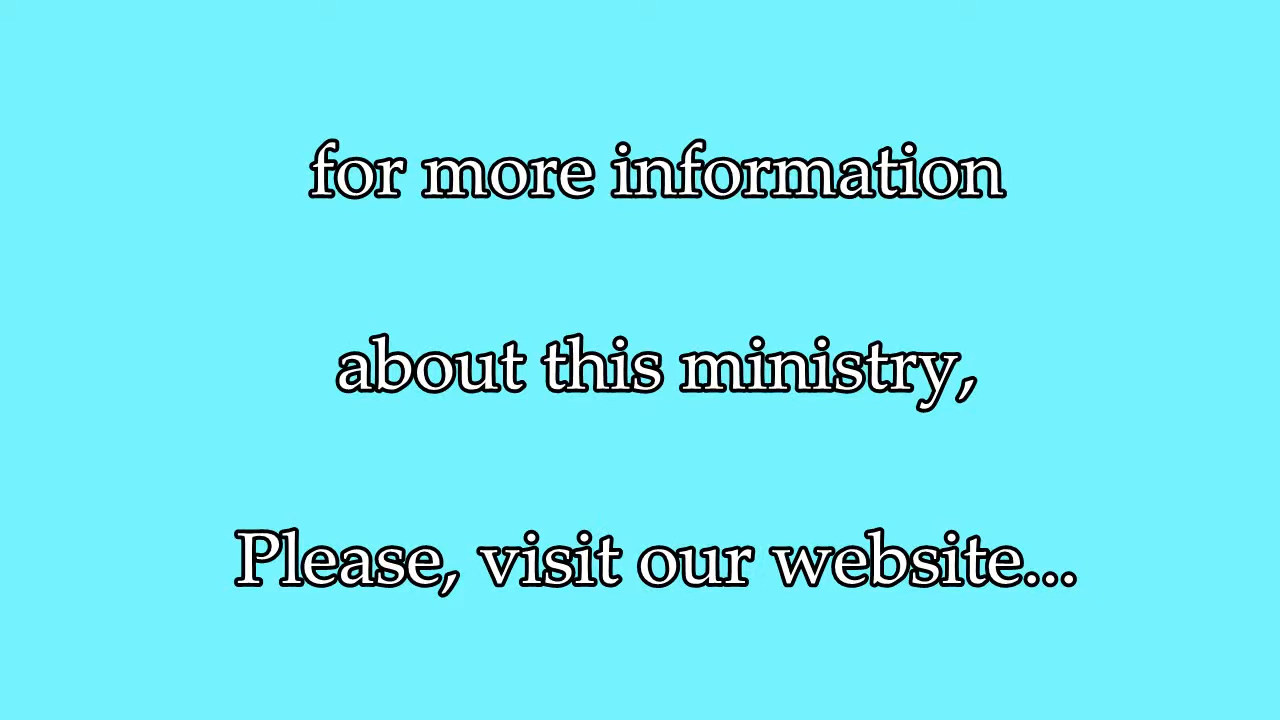 for more information
about this ministry,
Please, visit our website...